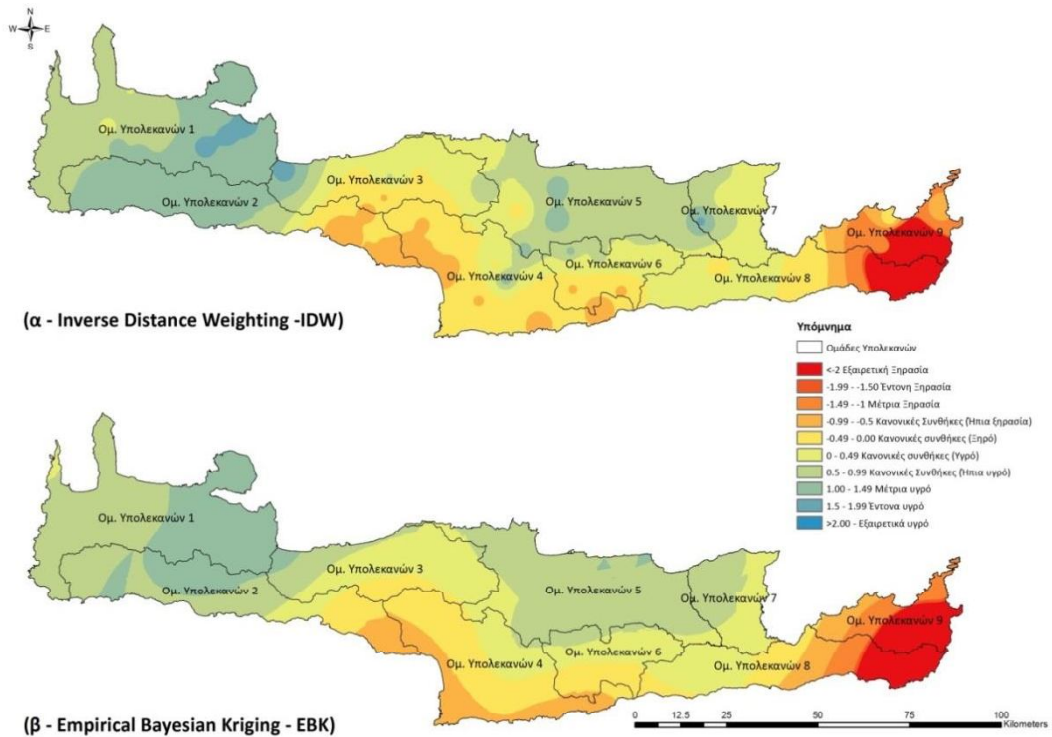 N
W E
S
Ομ. Υπολεκανών 1
Ομ. Υπολεκανών 2
Ομ. Υπολεκανών 3
Ομ. Υπολεκανών 4
Ομ. Υπολεκανών 5
Ομ. Υπολεκανών 6
Ομ. Υπολεκανών 7
Ομ. Υπολεκανών 8
Ομ. Υπολεκανών 9
(α - Inverse Distance Weighting -IDW)
Υπόμνημα
Ομάδες Υπολεκανών
<-2 Εξαιρετική Ξηρασία
-1.99 - -1.50 Έντονη Ξηρασία
-1.49 - -1 Μέτρια Ξηρασία
-0.99 - -0.5 Κανονικές Συνθήκες (Ήπια ξηρασία)
-0.49 - 0.00 Κανονικές συνθήκες (Ξηρό)
0 - 0.49 Κανονικές συνθήκες (Υγρό)
0.5 - 0.99 Κανονικές Συνθήκες (Ήπια υγρό)
1.00 - 1.49 Μέτρια υγρό
1.5 - 1.99 Έντονα υγρό
>2.00 - Εξαιρετικά υγρό
Ομ. Υπολεκανών 1
Ομ. Υπολεκανών 2
Ομ. Υπολεκανών 3
Ομ. Υπολεκανών 4
Ομ. Υπολεκανών 5
Ομ. Υπολεκανών 6
Ομ. Υπολεκανών 7
Ομ. Υπολεκανών 8
Ομ. Υπολεκανών 9
(β - Empirical Bayesian Kriging - EBK)
0 12.5 25 50 75 100
Kilometers